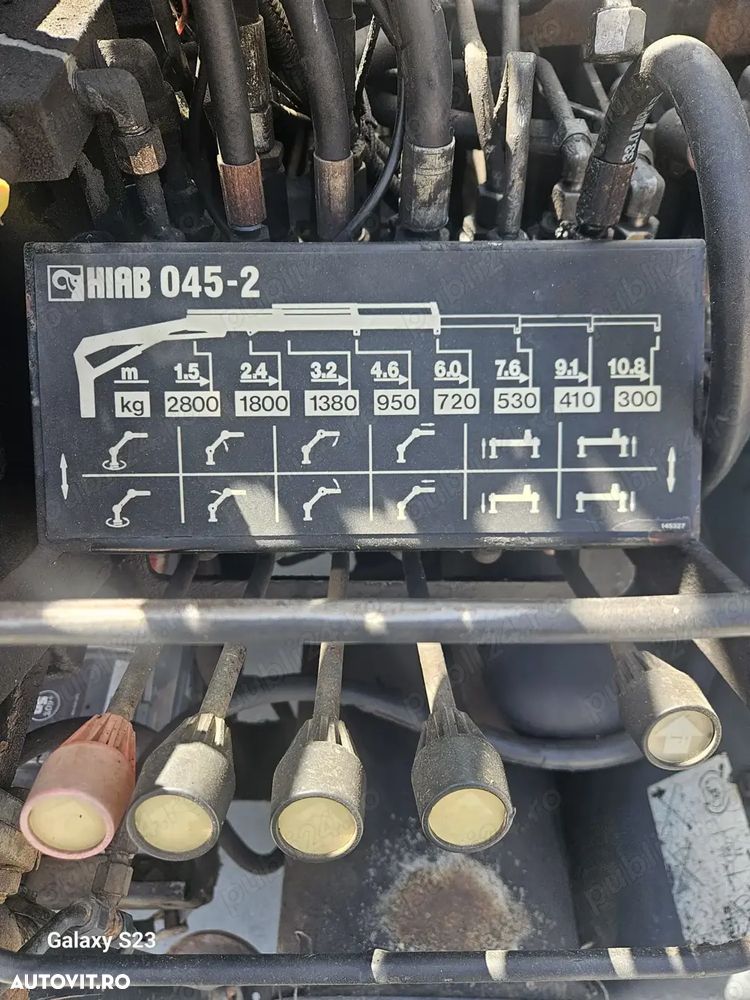 HIAB 045-2
m 1.5 2.4 3.2 4.6 6.0 7.6 9.1 10.8
kg 2800 1800 1380 950 720 530 410 300
145327
Galaxy S23
AUTOVIT.RO